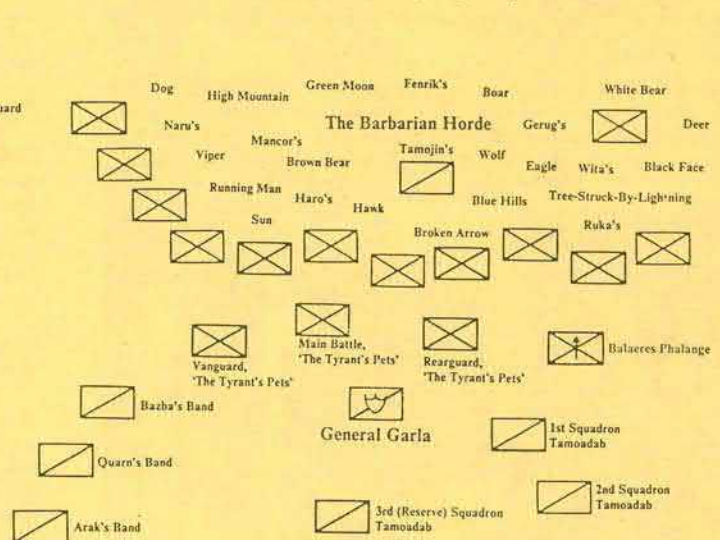 Dog
High Mountain
Green Moon
Fenrik's
Boar
White Bear
Naru's
The Barbarian Horde
Gerug's
Deer
Mancor's
Viper
Brown Bear
Tamojin's
Wolf
Eagle
Wita's
Black Face
Running Man
Haro's
Hawk
Blue Hills
Tree-Struck-By-Lightning
Sun
Broken Arrow
Ruka's
Vanguard,
'The Tyrant's Pets'
Main Battle,
'The Tyrant's Pets'
Rearguard,
'The Tyrant's Pets'
Balaeres Phalange
Bazba's Band
General Garla
1st Squadron
Tamoadab
Quarn's Band
2nd Squadron
Tamoadab
3rd (Reserve) Squadron
Tamoadab
Arak's Band